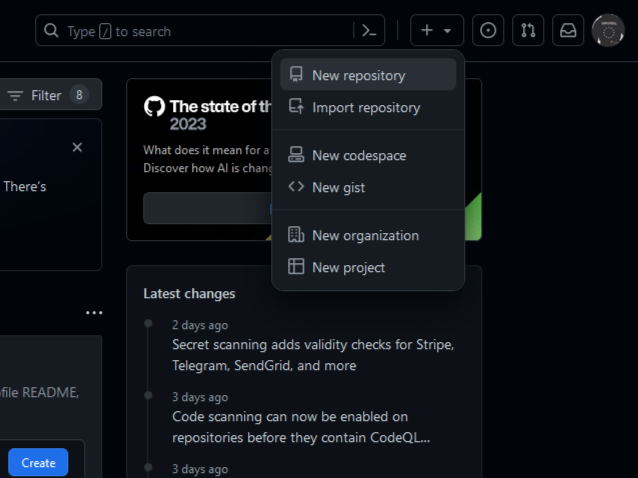 Type / to search
Filter 8
New repository
Import repository
New codespace
New gist
New organization
New project
There's
The state of th
2023
What does it mean for a
Discover how AI is chang
Latest changes
2 days ago
Secret scanning adds validity checks for Stripe,
Telegram, SendGrid, and more
3 days ago
Code scanning can now be enabled on
repositories before they contain CodeQL...
3 days ago
file README,
Create